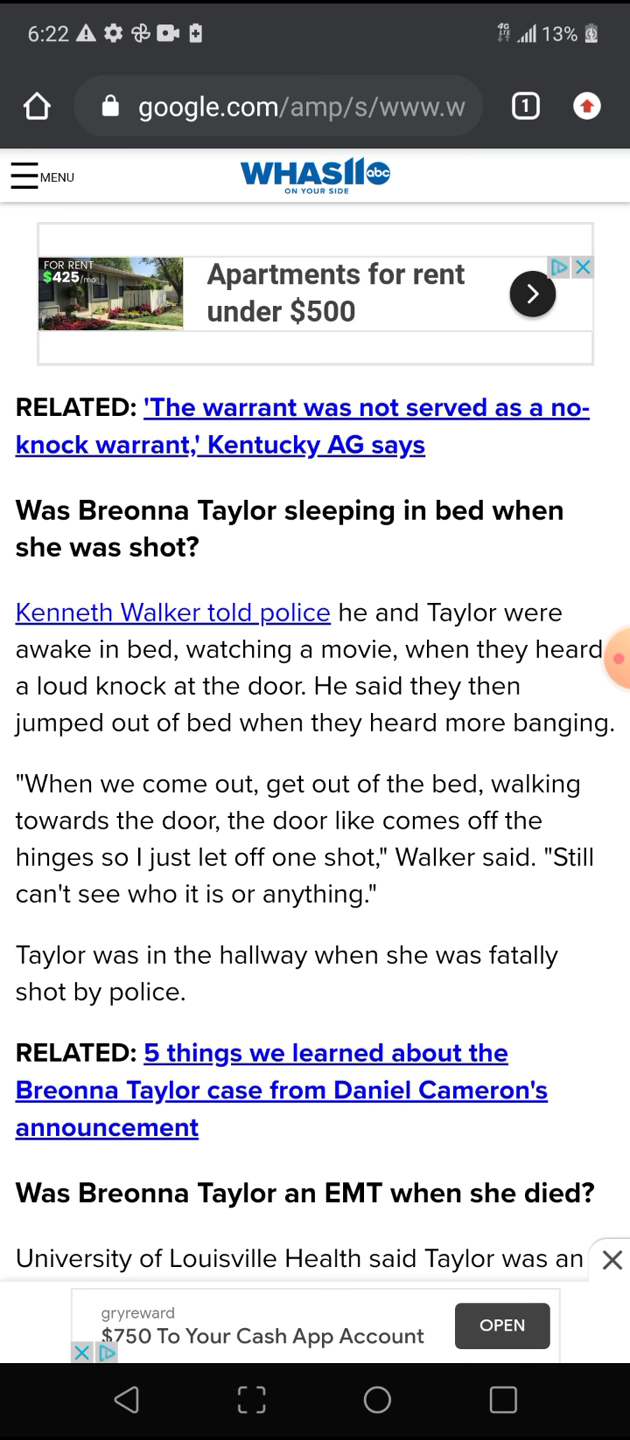 6:22
4G
LTE
13%
google.com/amp/s/www.w
1
MENU
WHAS11 abc
ON YOUR SIDE
FOR RENT
$425/mo
Apartments for rent
under $500
RELATED: 'The warrant was not served as a no-
knock warrant,' Kentucky AG says
Was Breonna Taylor sleeping in bed when
she was shot?
Kenneth Walker told police he and Taylor were
awake in bed, watching a movie, when they heard
a loud knock at the door. He said they then
jumped out of bed when they heard more banging.
"When we come out, get out of the bed, walking
towards the door, the door like comes off the
hinges so I just let off one shot," Walker said. "Still
can't see who it is or anything."
Taylor was in the hallway when she was fatally
shot by police.
RELATED: 5 things we learned about the
Breonna Taylor case from Daniel Cameron's
announcement
Was Breonna Taylor an EMT when she died?
University of Louisville Health said Taylor was an
gryreward
$750 To Your Cash App Account
OPEN